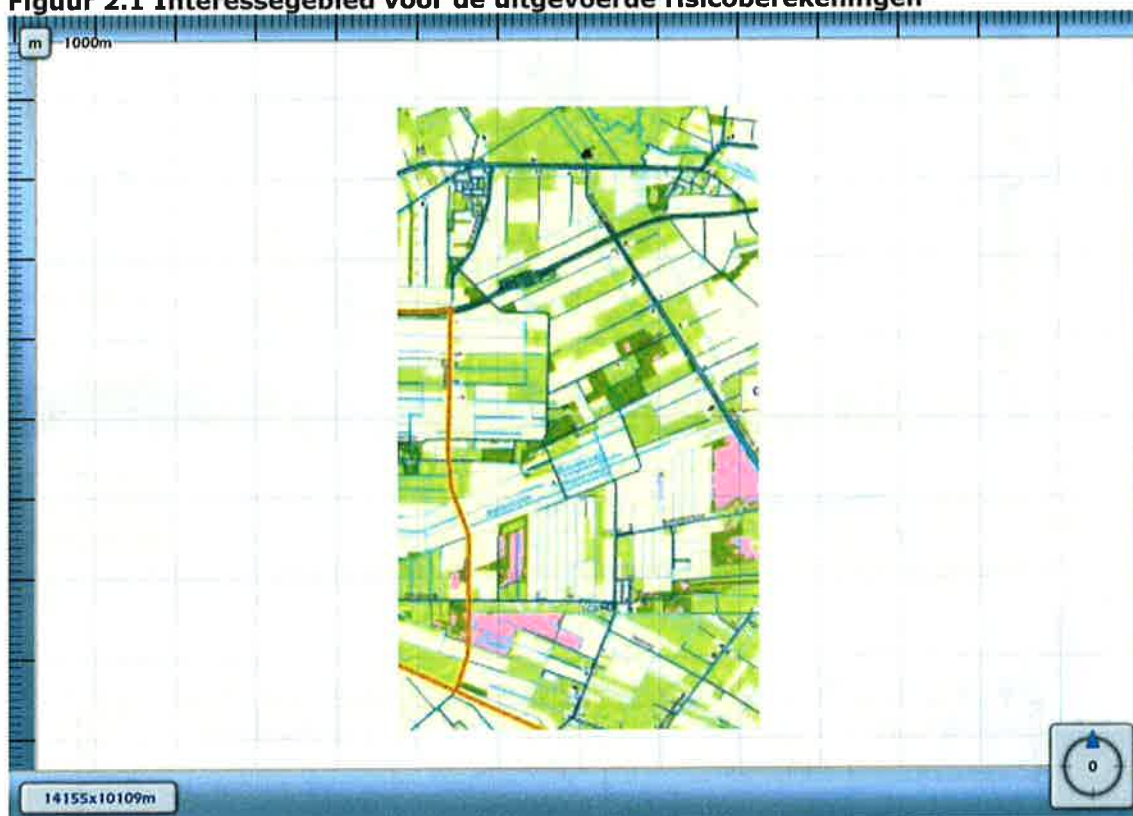 Figuur 2.1 Interessegebied voor de uitgevoerde risicoberekeningen
m
1000m
0
14155x10109m